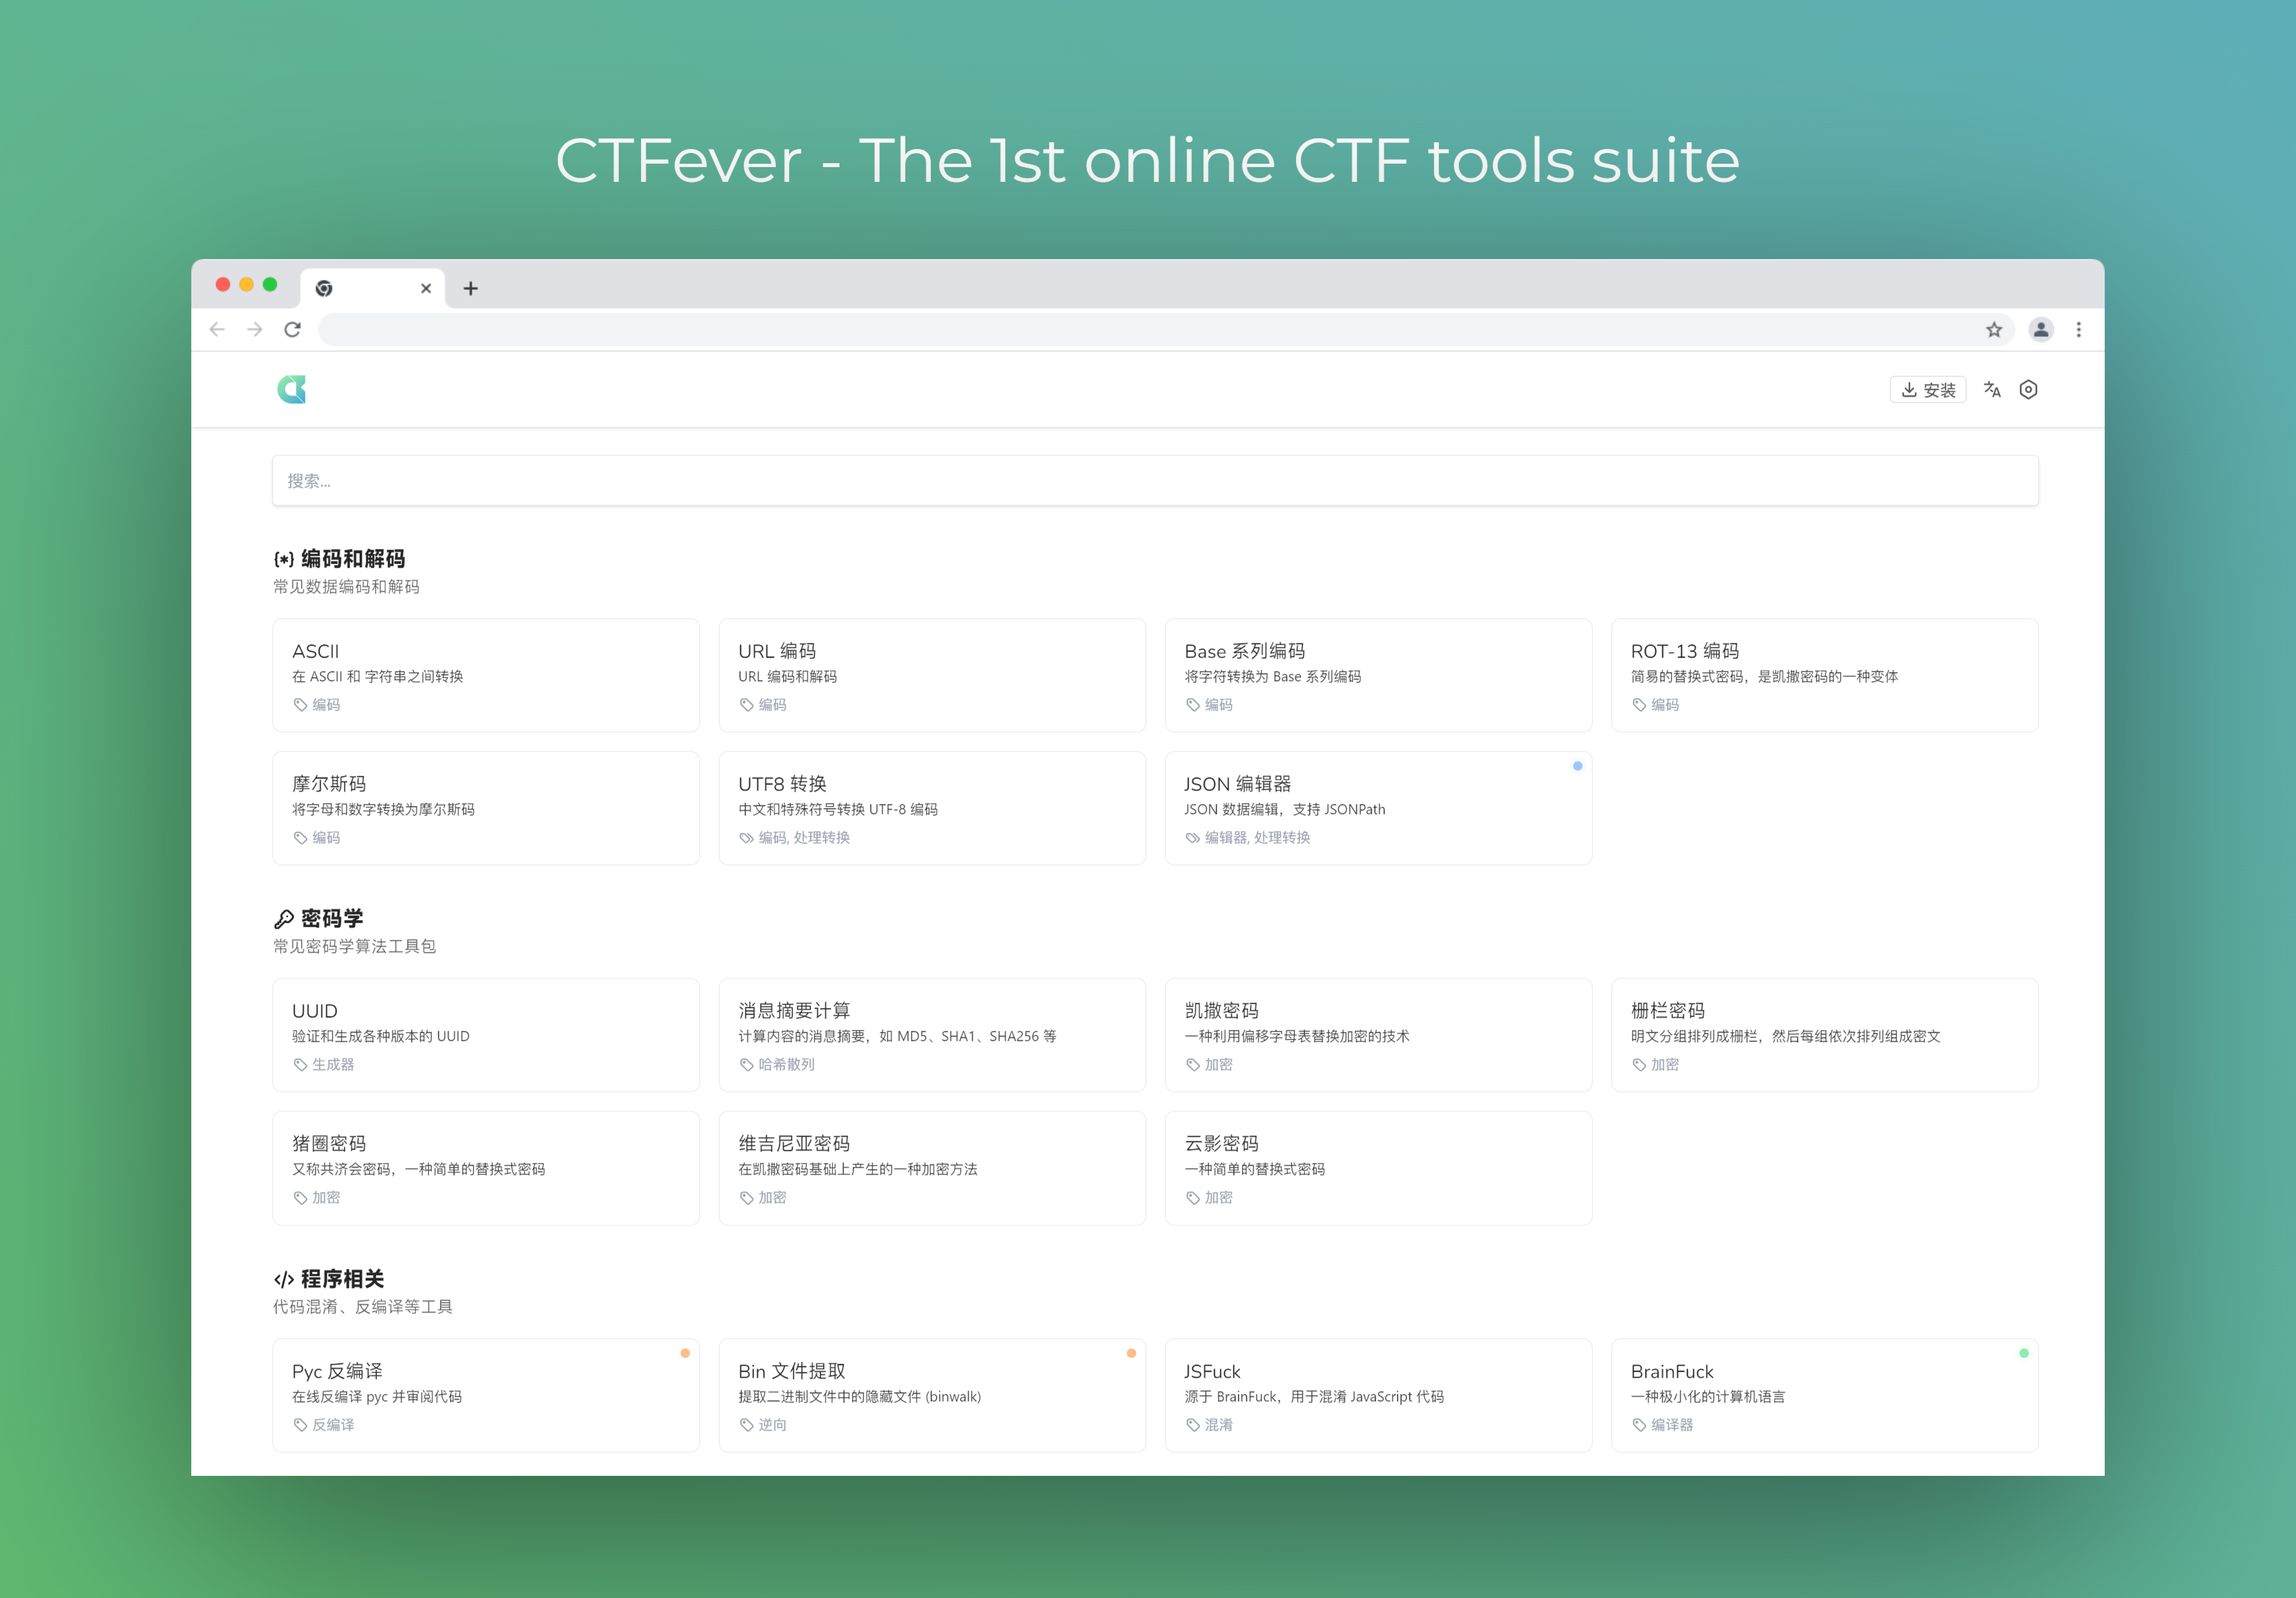 CTFever - The 1st online CTF tools suite
安装
搜索...
编码和解码
常见数据编码和解码
ASCII
在 ASCII 和 字符串之间转换
编码
URL 编码
URL 编码和解码
编码
Base 系列编码
将字符转换为 Base 系列编码
编码
ROT-13 编码
简易的替换式密码，是凯撒密码的一种变体
编码
摩尔斯码
将字母和数字转换为摩尔斯码
编码
UTF8 转换
中文和特殊符号转换 UTF-8 编码
编码, 处理转换
JSON 编辑器
JSON 数据编辑，支持 JSONPath
编辑器, 处理转换
密码学
常见密码学算法工具包
UUID
验证和生成各种版本的 UUID
生成器
消息摘要计算
计算内容的消息摘要，如 MD5、SHA1、SHA256 等
哈希散列
凯撒密码
一种利用偏移字母表替换加密的技术
加密
栅栏密码
明文分组排列成栅栏，然后每组依次排列组成密文
加密
猪圈密码
又称共济会密码，一种简单的替换式密码
加密
维吉尼亚密码
在凯撒密码基础上产生的一种加密方法
加密
云影密码
一种简单的替换式密码
加密
程序相关
代码混淆、反编译等工具
Pyc 反编译
在线反编译 pyc 并审阅代码
反编译
Bin 文件提取
提取二进制文件中的隐藏文件 (binwalk)
逆向
JSFuck
源于 BrainFuck，用于混淆 JavaScript 代码
混淆
BrainFuck
一种极小化的计算机语言
编译器